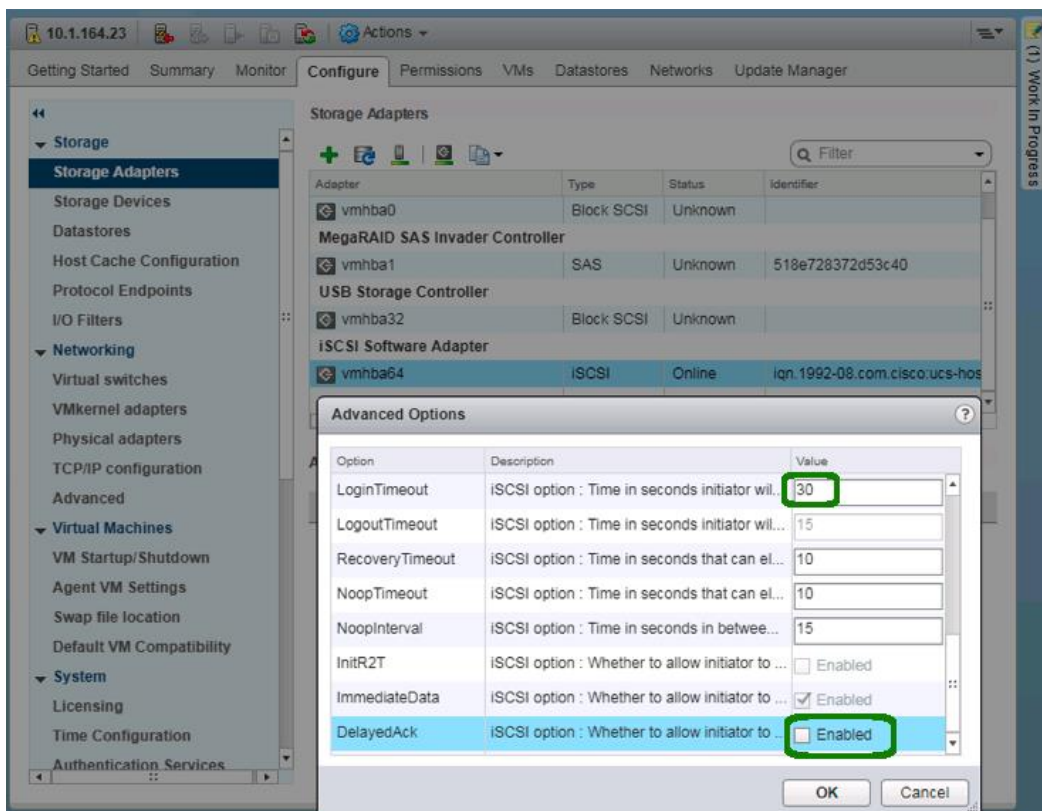 10.1.164.23 Actions
Getting Started Summary Monitor Configure Permissions VMs Datastores Networks Update Manager
(1) Work In Progress
Storage
Storage Adapters
Storage Devices
Datastores
Host Cache Configuration
Protocol Endpoints
I/O Filters
Networking
Virtual switches
VMkernel adapters
Physical adapters
TCP/IP configuration
Advanced
Virtual Machines
VM Startup/Shutdown
Agent VM Settings
Swap file location
Default VM Compatibility
System
Licensing
Time Configuration
Authentication Services
Storage Adapters
Filter
Adapter Type Status Identifier
vmhba0 Block SCSI Unknown
MegaRAID SAS Invader Controller
vmhba1 SAS Unknown 518e728372d53c40
USB Storage Controller
vmhba32 Block SCSI Unknown
iSCSI Software Adapter
vmhba64 iSCSI Online iqn.1992-08.com.cisco:ucs-hos
A
Advanced Options ?
Option Description Value
LoginTimeout iSCSI option : Time in seconds initiator wil... 30
LogoutTimeout iSCSI option : Time in seconds initiator wil... 15
RecoveryTimeout iSCSI option : Time in seconds that can el... 10
NoopTimeout iSCSI option : Time in seconds that can el... 10
NoopInterval iSCSI option : Time in seconds in betwee... 15
InitR2T iSCSI option : Whether to allow initiator to ... Enabled
ImmediateData iSCSI option : Whether to allow initiator to ... Enabled
DelayedAck iSCSI option : Whether to allow initiator to ... Enabled
OK Cancel